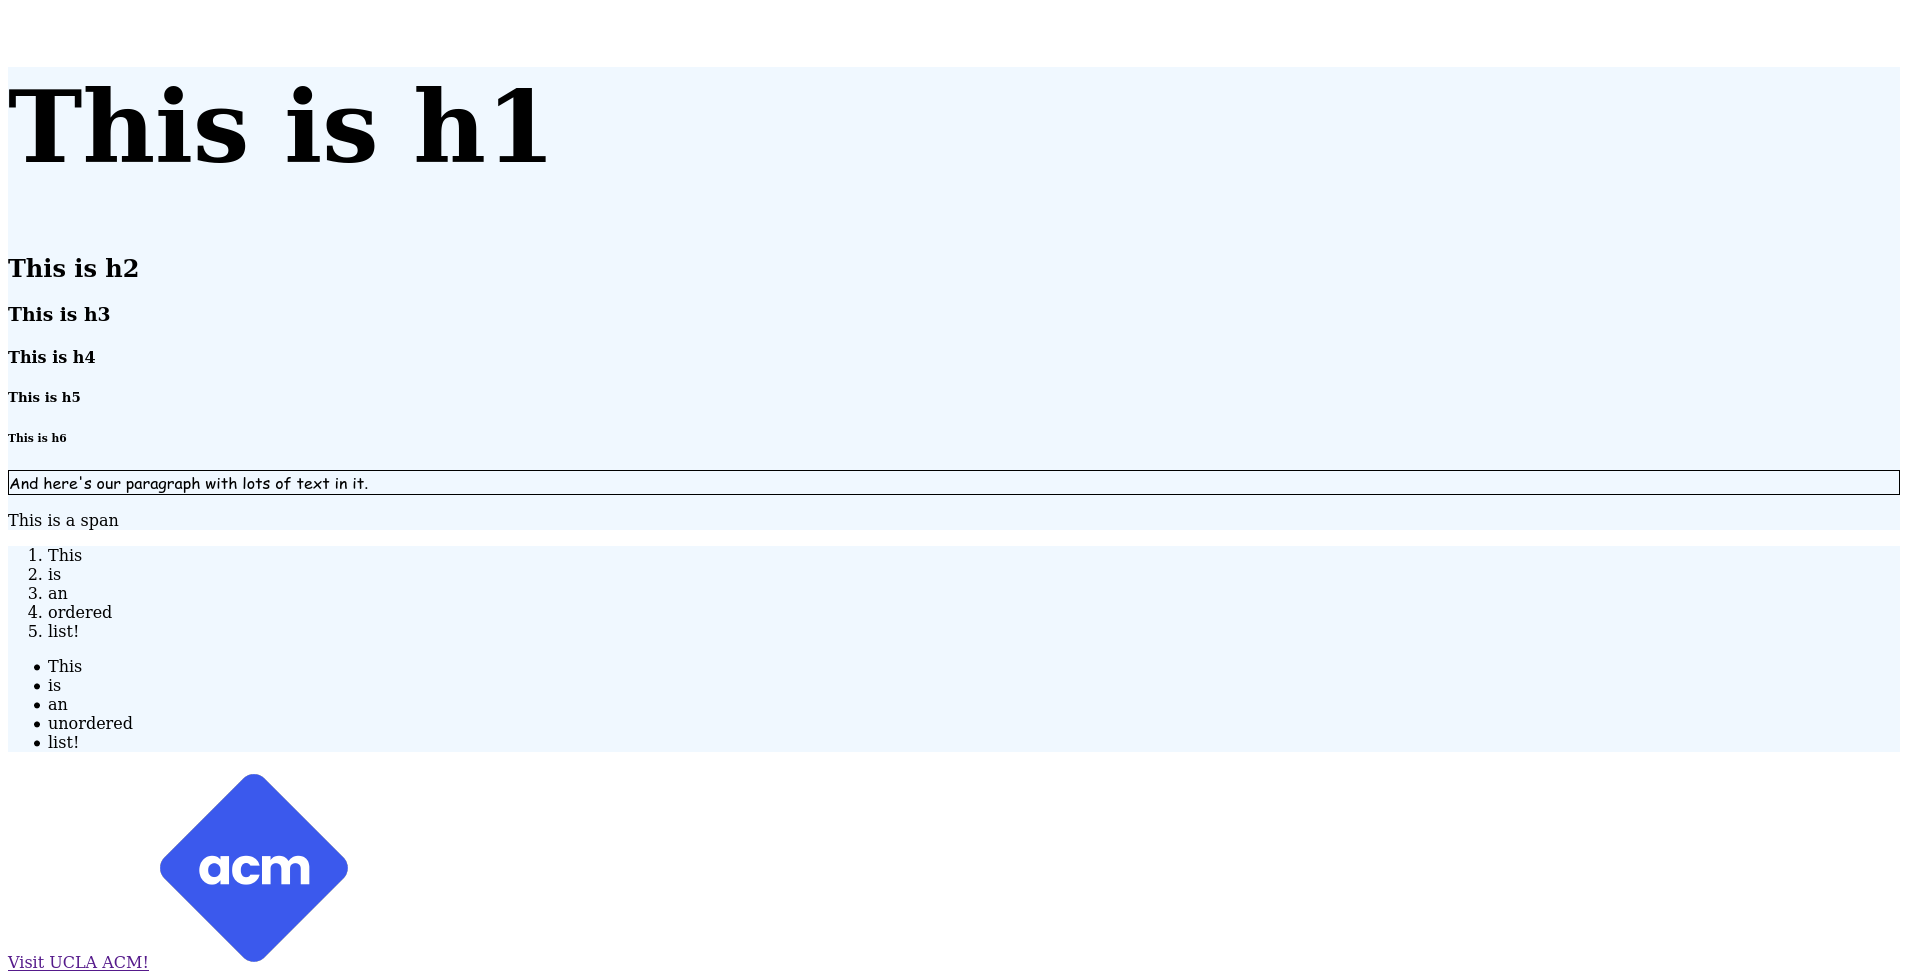 This is h1
This is h2
This is h3
This is h4
This is h5
This is h6
And here's our paragraph with lots of text in it.
This is a span
1. This
2. is
3. an
4. ordered
5. list!
• This
• is
• an
• unordered
• list!
acm
Visit UCLA ACM!